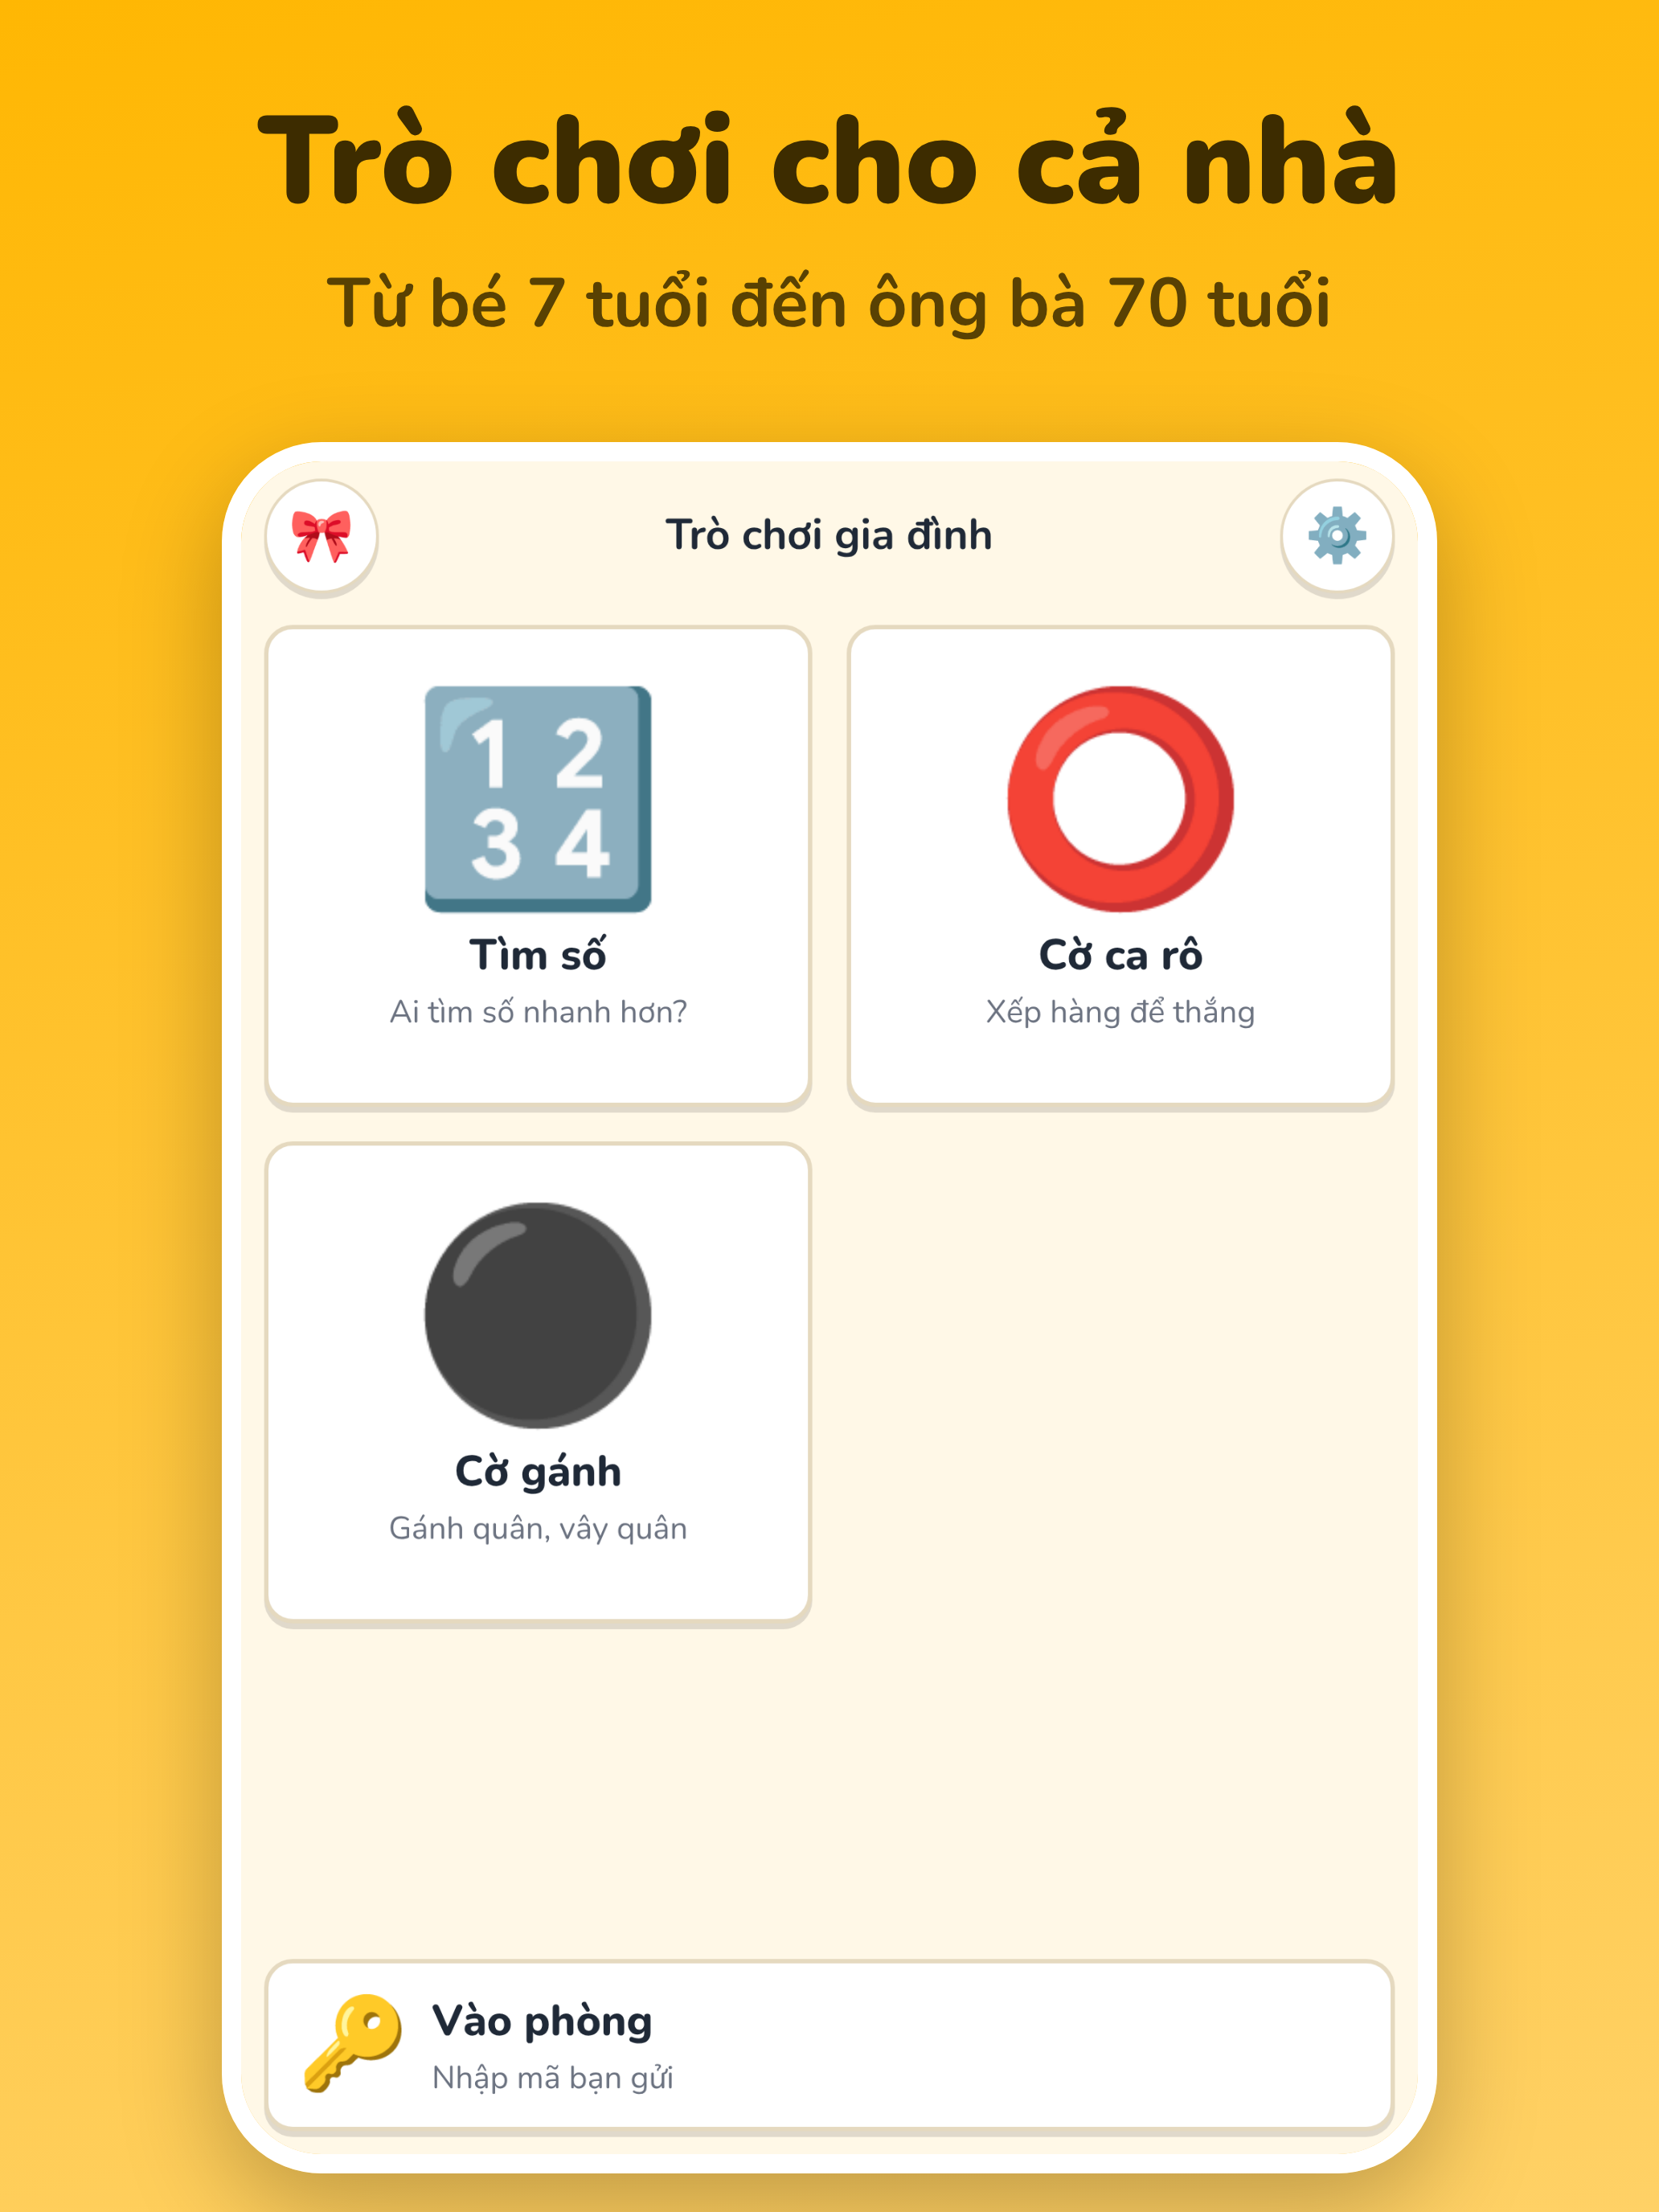 Trò chơi cho cả nhà
Từ bé 7 tuổi đến ông bà 70 tuổi
Trò chơi gia đình
1 2
3 4
Tìm số
Ai tìm số nhanh hơn?
Cờ ca rô
Xếp hàng để thắng
Cờ gánh
Gánh quân, vây quân
Vào phòng
Nhập mã bạn gửi